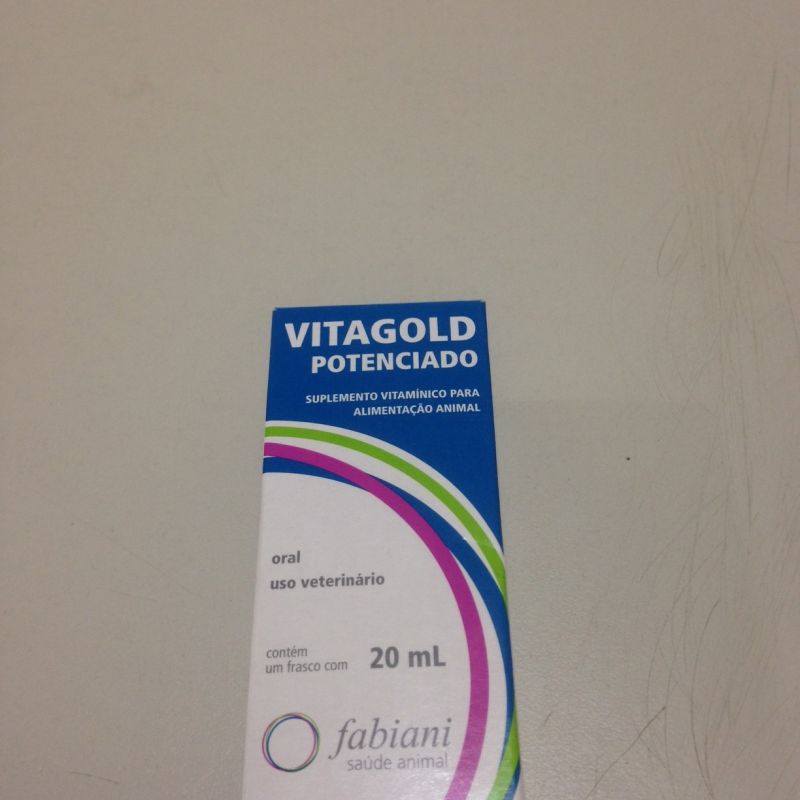 VITAGOLD
POTENCIADO
SUPLEMENTO VITAMÍNICO PARA
ALIMENTAÇÃO ANIMAL
oral
uso veterinário
contém
um frasco com 20 mL
fabiani
saúde animal